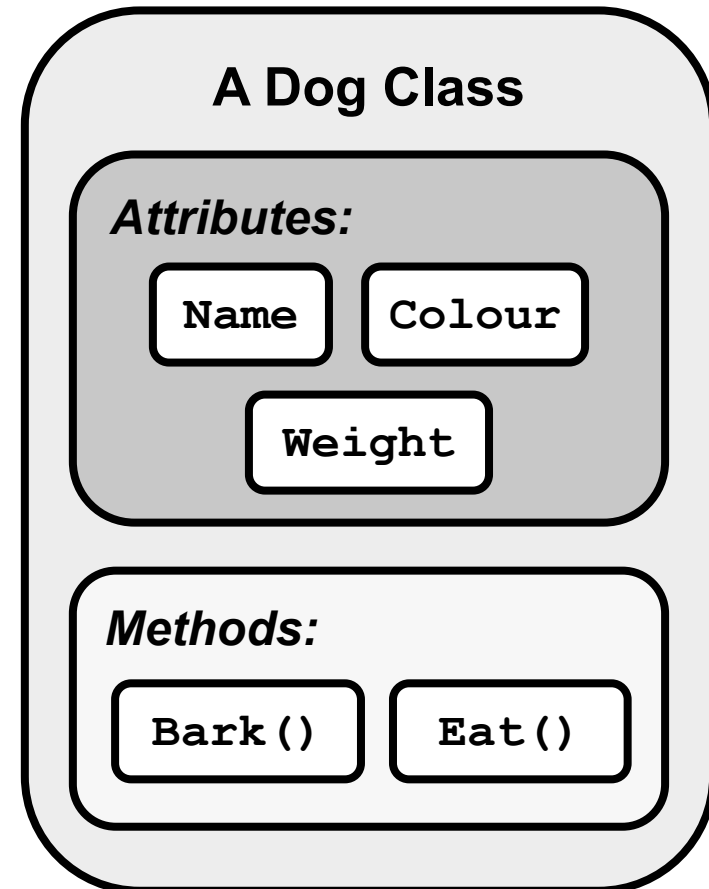 A Dog Class
Attributes:
Name Colour
Weight
Methods:
Bark() Eat()